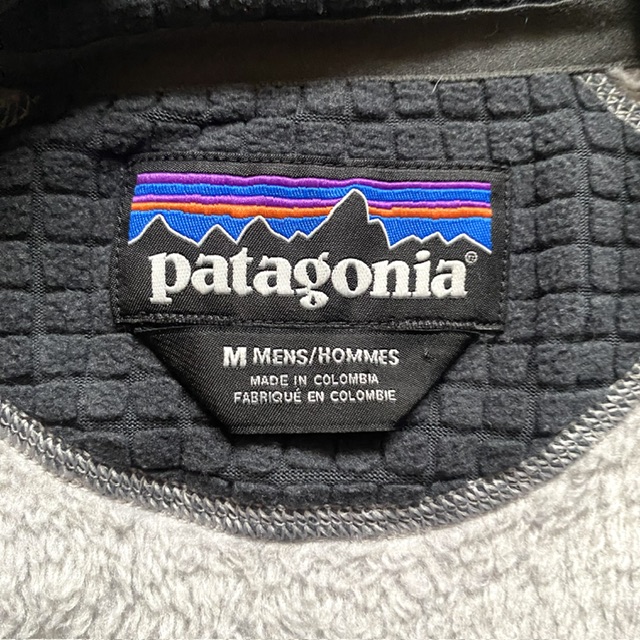 patagonia®
M MENS/HOMMES
MADE IN COLOMBIA
FABRIQUÉ EN COLOMBIE